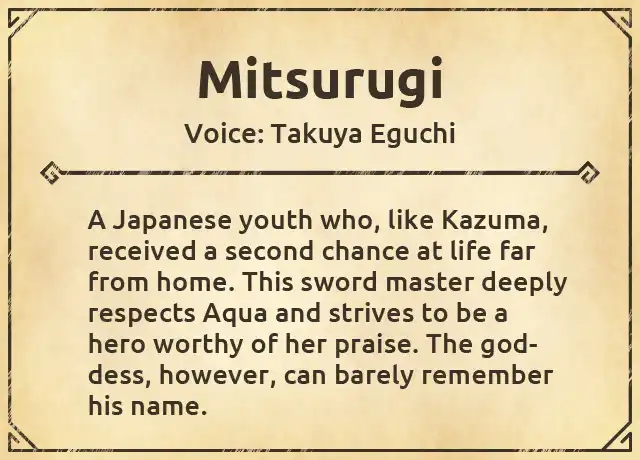 Mitsurugi
Voice: Takuya Eguchi
A Japanese youth who, like Kazuma,
received a second chance at life far
from home. This sword master deeply
respects Aqua and strives to be a
hero worthy of her praise. The god-
dess, however, can barely remember
his name.